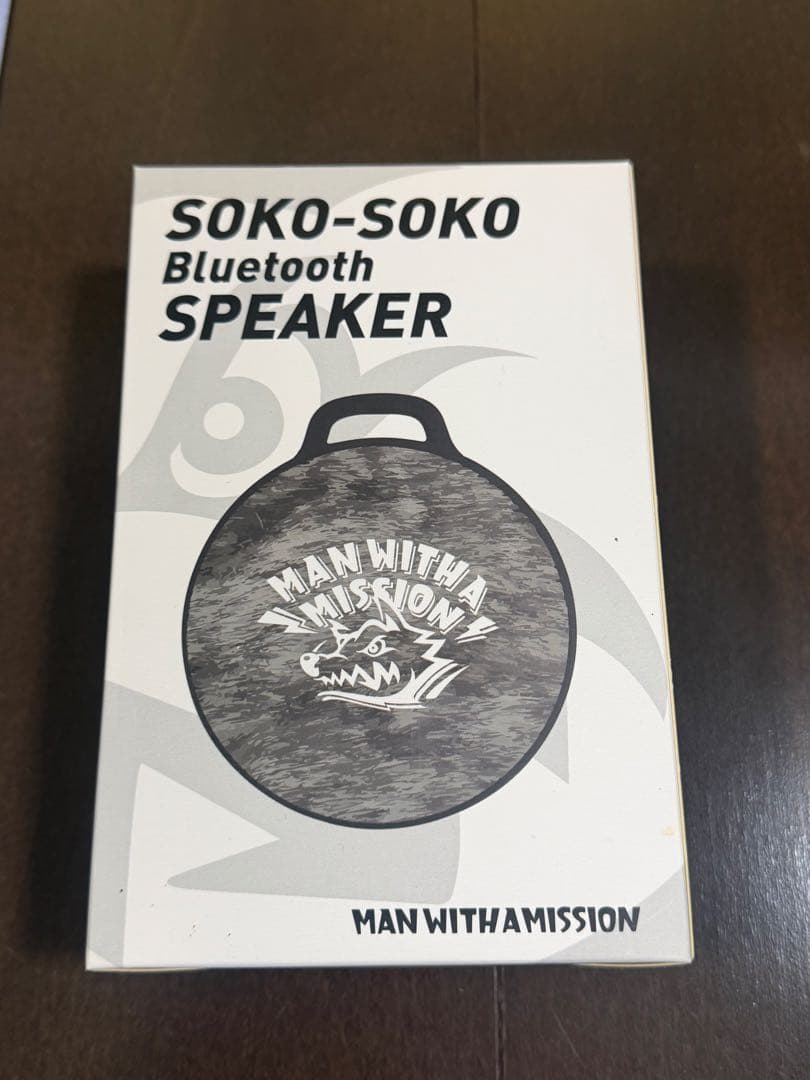 SOKO-SOKO
Bluetooth
SPEAKER
MAN WITH A
MISSION
MAN WITH A MISSION